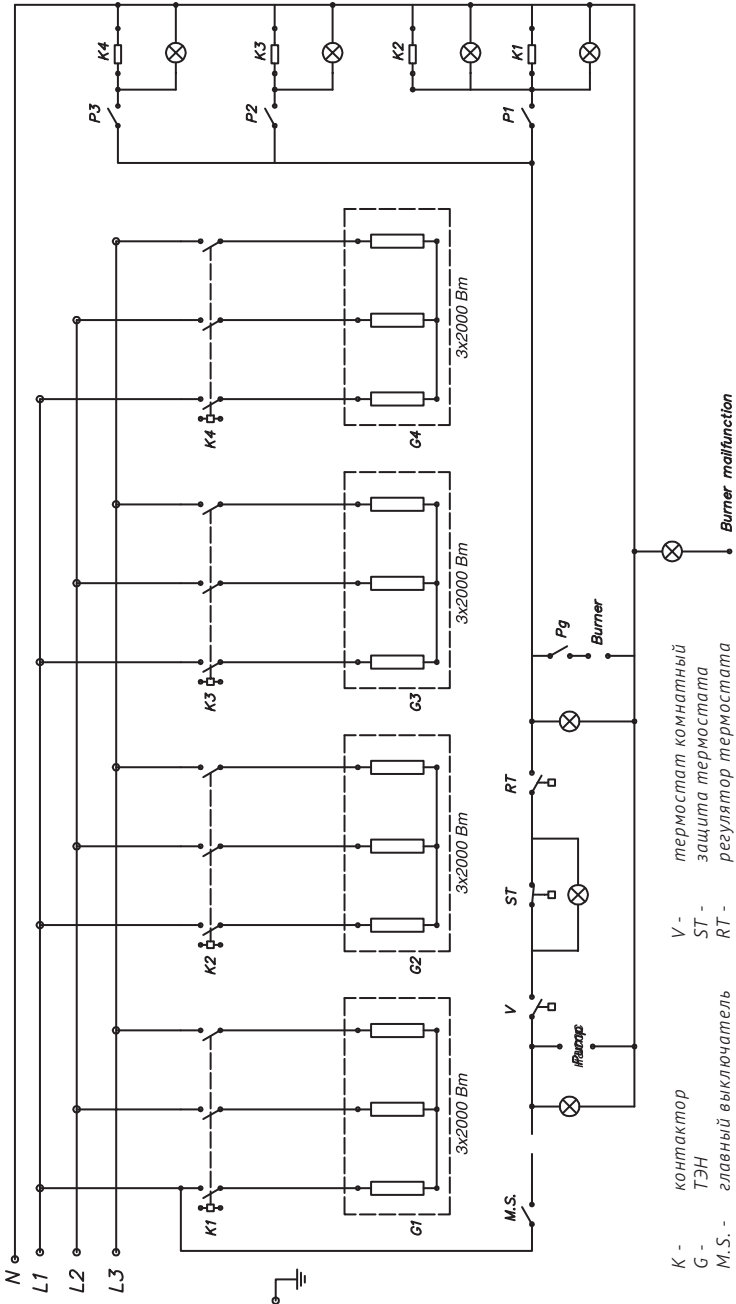 N
L1
L2
L3
P3
K4
P2
K3
K2
P1
K1
K1
K2
K3
K4
G1
G2
G3
G4
3x2000 Вт
3x2000 Вт
3x2000 Вт
3x2000 Вт
M.S.
V
ST
RT
Pg
Burner
Burner mailfunction
K - контактор
G - ТЭН
M.S. - главный выключатель
V - термостат комнатный
ST - защита термостата
RT - регулятор термостата